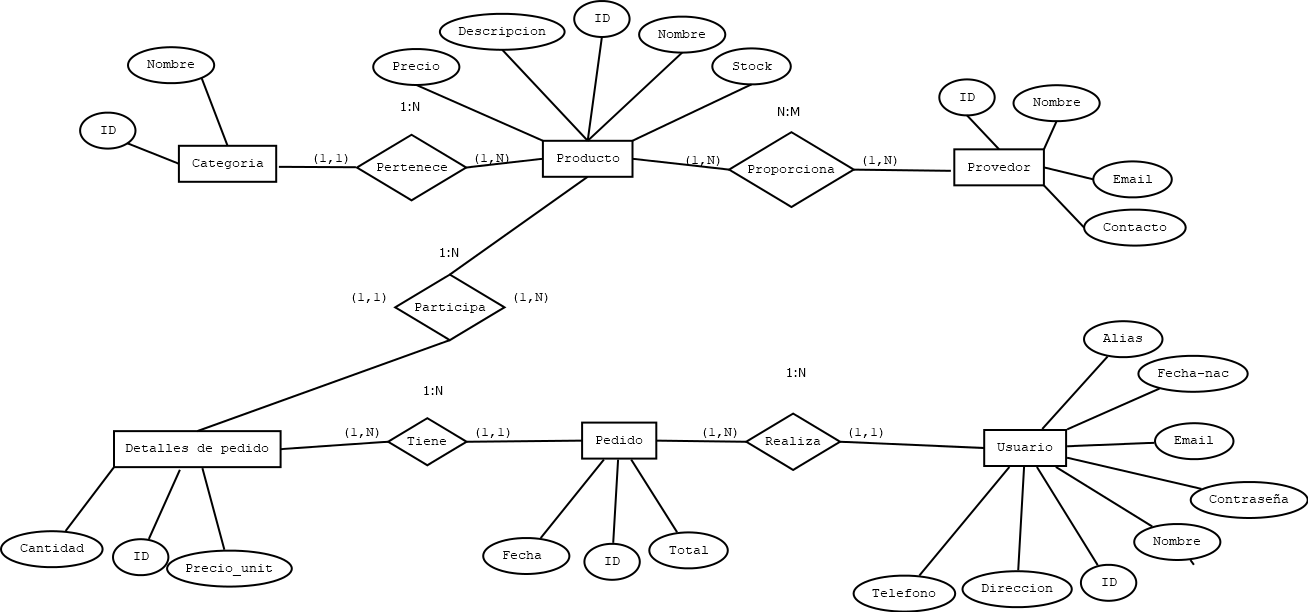 ID
Descripcion
Nombre
Nombre
Precio
Stock
ID
Nombre
1:N
N:M
ID
Categoria
(1,1)
Pertenece
(1,N)
Producto
(1,N)
Proporciona
(1,N)
Provedor
Email
Contacto
1:N
(1,1)
Participa
(1,N)
Alias
Fecha-nac
1:N
1:N
Detalles de pedido
(1,N)
Tiene
(1,1)
Pedido
(1,N)
Realiza
(1,1)
Usuario
Email
Contraseña
Cantidad
ID
Precio_unit
Fecha
ID
Total
Nombre
Telefono
Direccion
ID